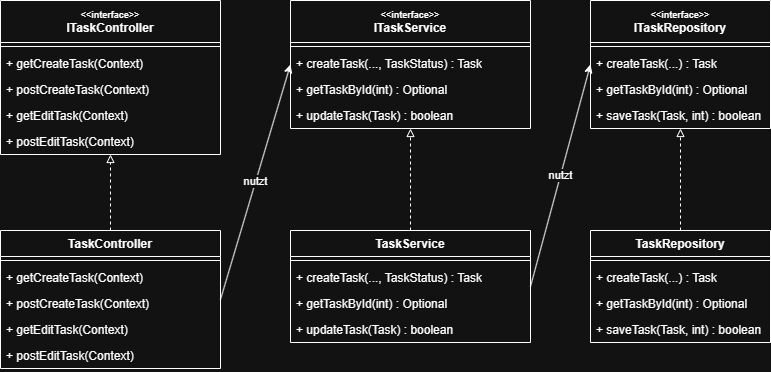 <<interface>>
ITaskController
+ getCreateTask(Context)
+ postCreateTask(Context)
+ getEditTask(Context)
+ postEditTask(Context)
<<interface>>
ITaskService
+ createTask(..., TaskStatus) : Task
+ getTaskById(int) : Optional
+ updateTask(Task) : boolean
<<interface>>
ITaskRepository
+ createTask(...) : Task
+ getTaskById(int) : Optional
+ saveTask(Task, int) : boolean
nutzt
nutzt
TaskController
+ getCreateTask(Context)
+ postCreateTask(Context)
+ getEditTask(Context)
+ postEditTask(Context)
TaskService
+ createTask(..., TaskStatus) : Task
+ getTaskById(int) : Optional
+ updateTask(Task) : boolean
TaskRepository
+ createTask(...) : Task
+ getTaskById(int) : Optional
+ saveTask(Task, int) : boolean